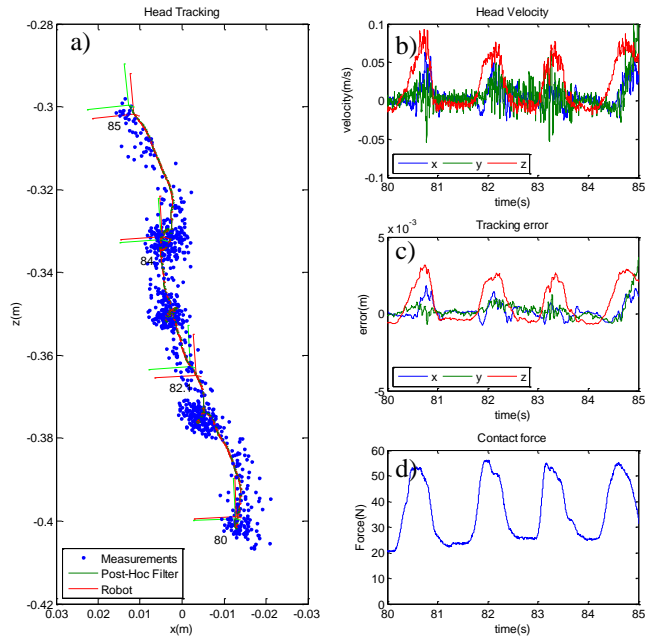 Head Tracking
a)
-0.28
-0.3
-0.32
-0.34
-0.36
-0.38
-0.4
-0.42
z(m)
85
84
82.
80
Measurements
Post-Hoc Filter
Robot
0.03 0.02 0.01 0 -0.01 -0.02 -0.03
x(m)
Head Velocity
b)
0.1
0.05
0
-0.05
-0.1
velocity(m/s)
x y z
80 81 82 83 84 85
time(s)
Tracking error
x 10^-3
c)
5
0
-5
error(m)
x y z
80 81 82 83 84 85
time(s)
Contact force
d)
60
50
40
30
20
10
0
Force(N)
80 81 82 83 84 85
time(s)